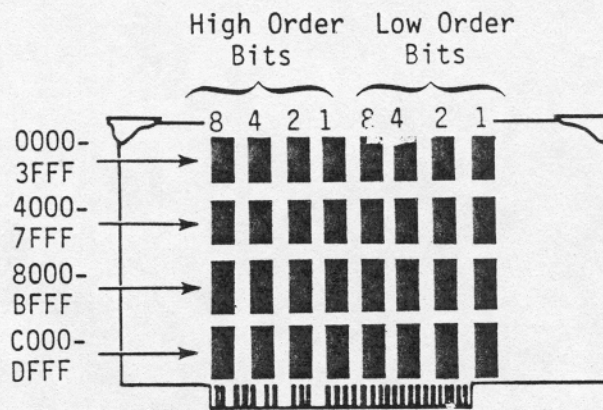 High Order Low Order
Bits Bits
8 4 2 1 8 4 2 1
0000-
3FFF
4000-
7FFF
8000-
BFFF
C000-
DFFF